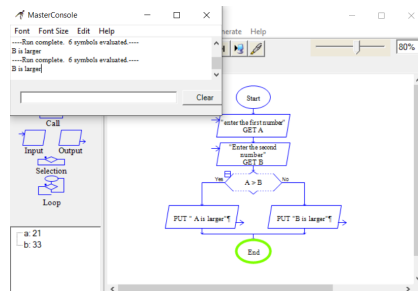 MasterConsole
Font Font Size Edit Help
----Run complete. 6 symbols evaluated.----
B is larger
----Run complete. 6 symbols evaluated.----
B is larger
Clear
Help
80%
Call
Input Output
Selection
Loop
a: 21
b: 33
Start
"enter the first number"
GET A
"Enter the second
number"
GET B
Yes
A > B
No
PUT " A is larger"¶
PUT "B is larger"¶
End